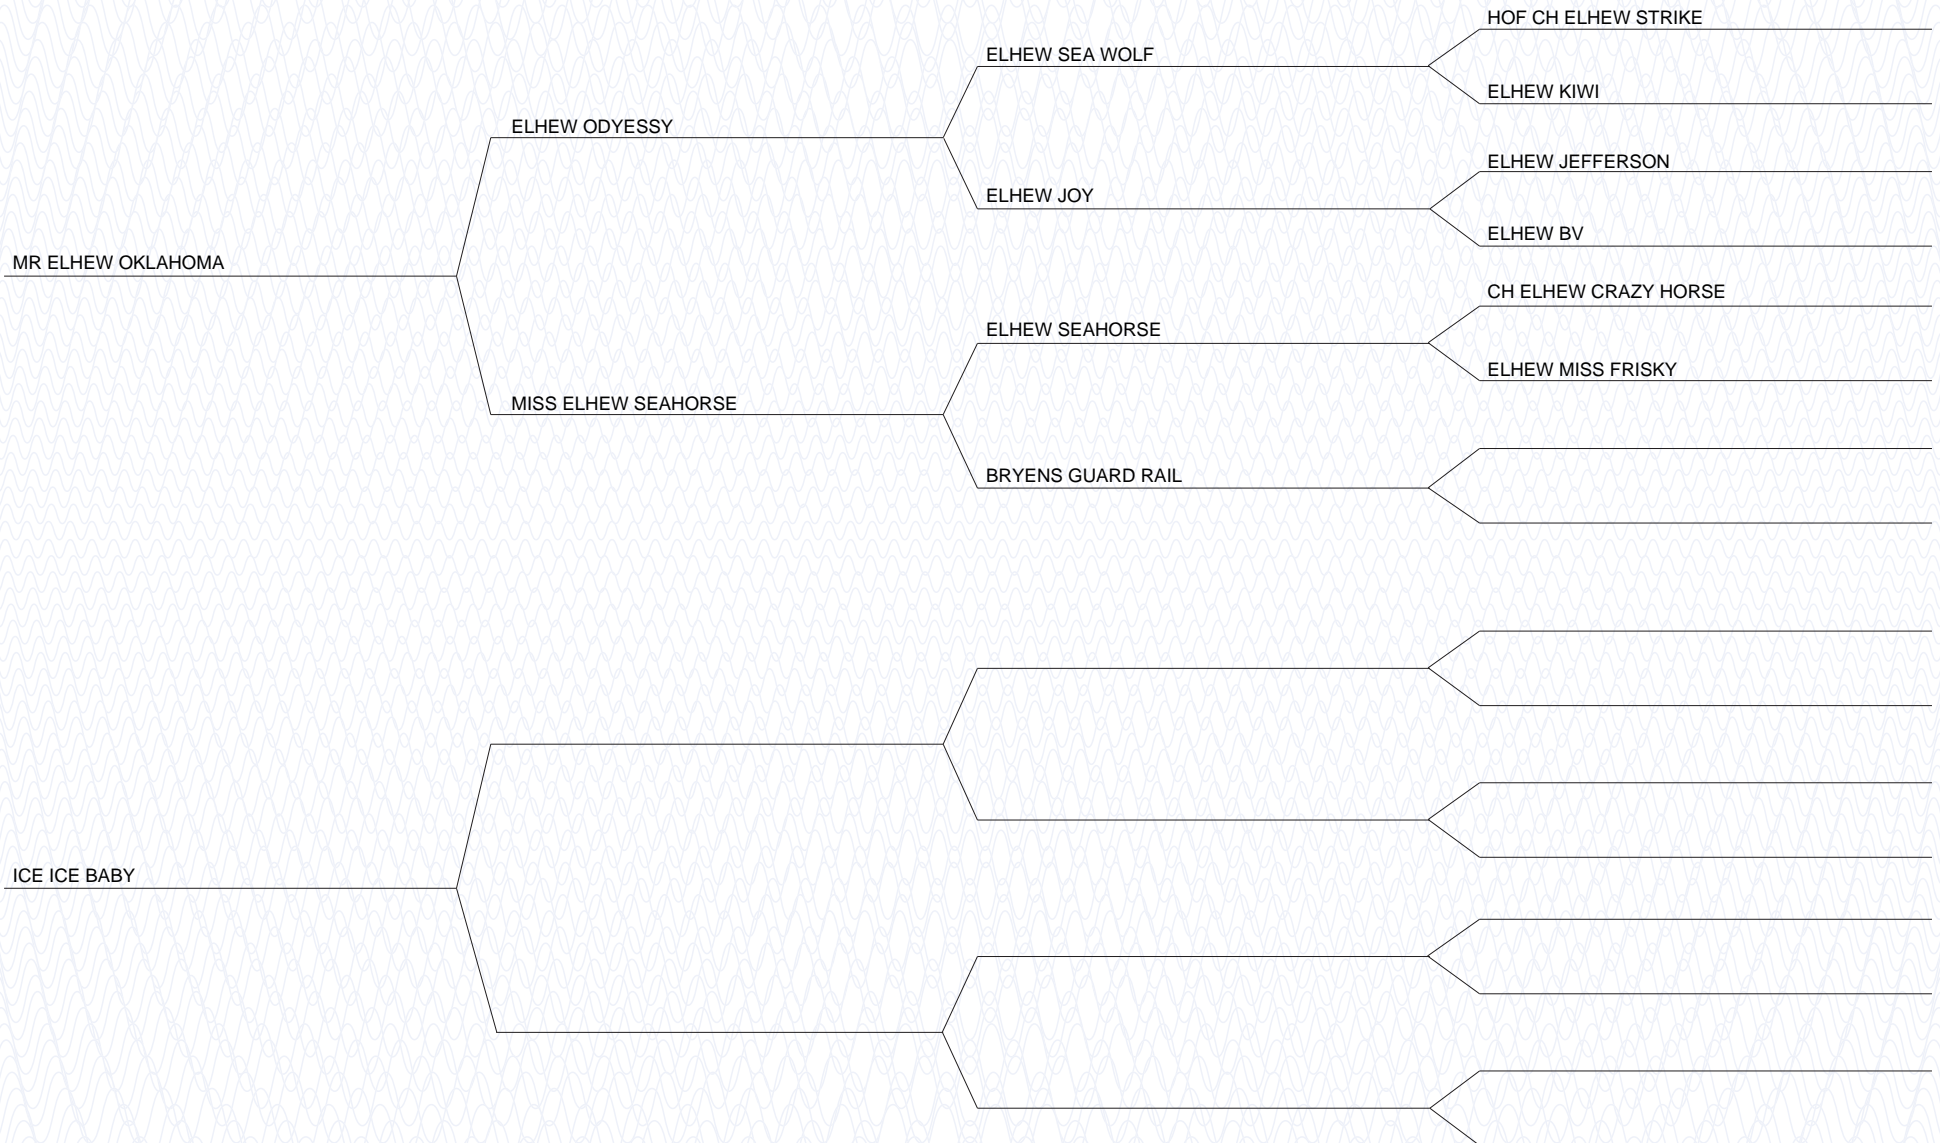 HOF CH ELHEW STRIKE
ELHEW SEA WOLF
ELHEW KIWI
ELHEW ODYESSY
ELHEW JEFFERSON
ELHEW JOY
ELHEW BV
MR ELHEW OKLAHOMA
CH ELHEW CRAZY HORSE
ELHEW SEAHORSE
ELHEW MISS FRISKY
MISS ELHEW SEAHORSE
BRYENS GUARD RAIL
ICE ICE BABY